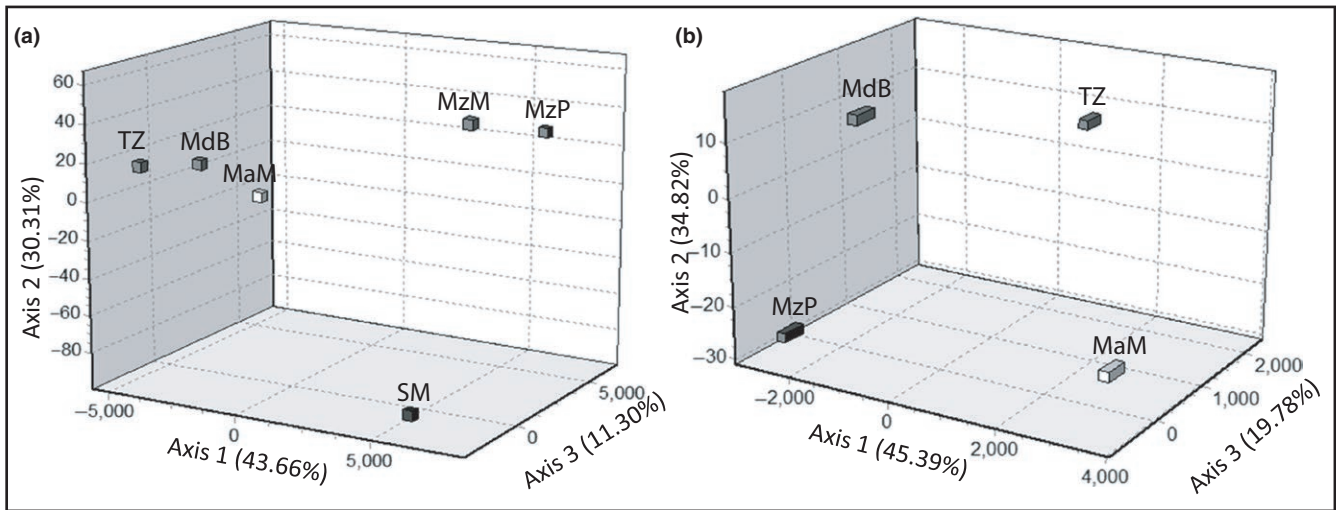 (a)
60
40
20
0
−20
−40
−60
−80
Axis 2 (30.31%)
TZ
MdB
MaM
MzM
MzP
SM
−5,000
0
5,000
Axis 1 (43.66%)
0
5,000
Axis 3 (11.30%)
(b)
10
0
−10
−20
−30
Axis 2 (34.82%)
MdB
TZ
MzP
MaM
−2,000
0
2,000
4,000
Axis 1 (45.39%)
0
1,000
2,000
Axis 3 (19.78%)